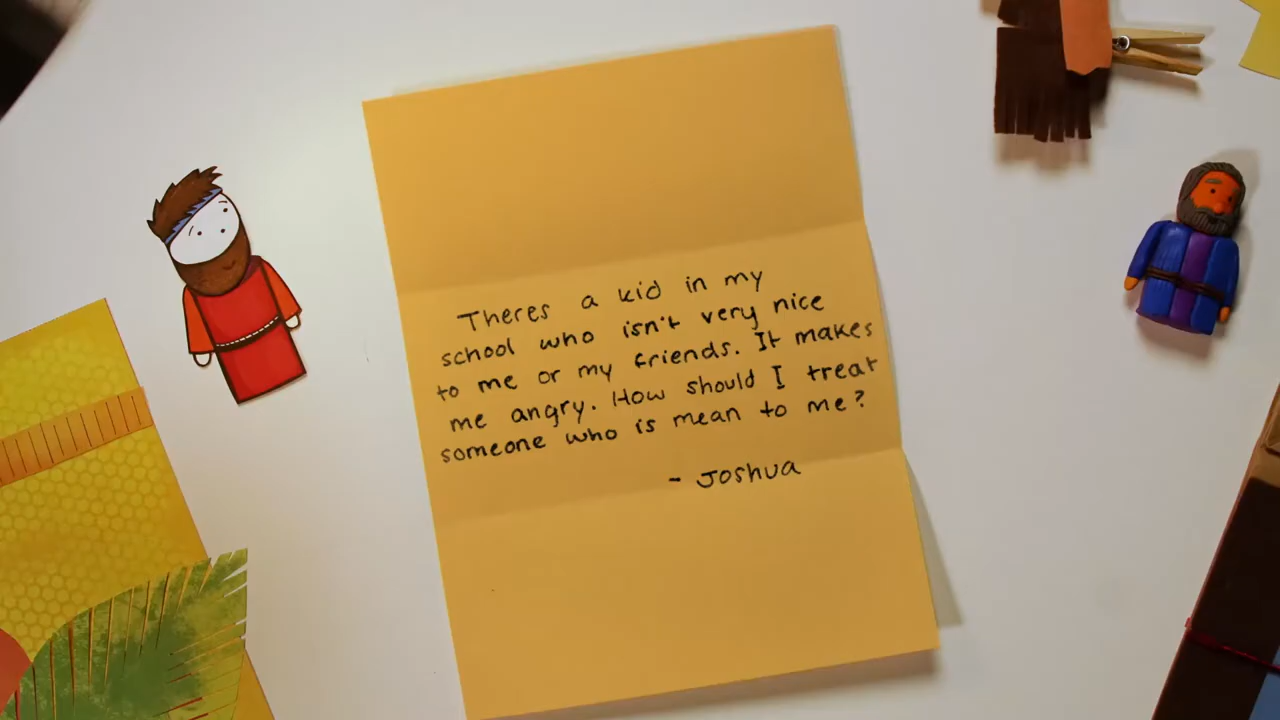 Theres a kid in my
school who isn't very nice
to me or my friends. It makes
me angry. How should I treat
someone who is mean to me?
- Joshua